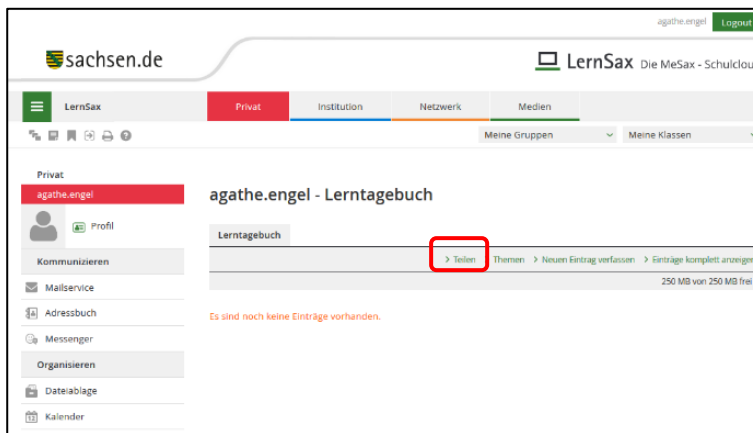 agathe.engel Logout
sachsen.de
LernSax Die MeSax - Schulclou
LernSax Privat Institution Netzwerk Medien
Meine Gruppen Meine Klassen
Privat
agathe.engel
Profil
Kommunizieren
Mailservice
Adressbuch
Messenger
Organisieren
Dateiablage
12 Kalender
agathe.engel - Lerntagebuch
Lerntagebuch
> Teilen Themen > Neuen Eintrag verfassen > Einträge komplett anzeigen
250 MB von 250 MB frei
Es sind noch keine Einträge vorhanden.